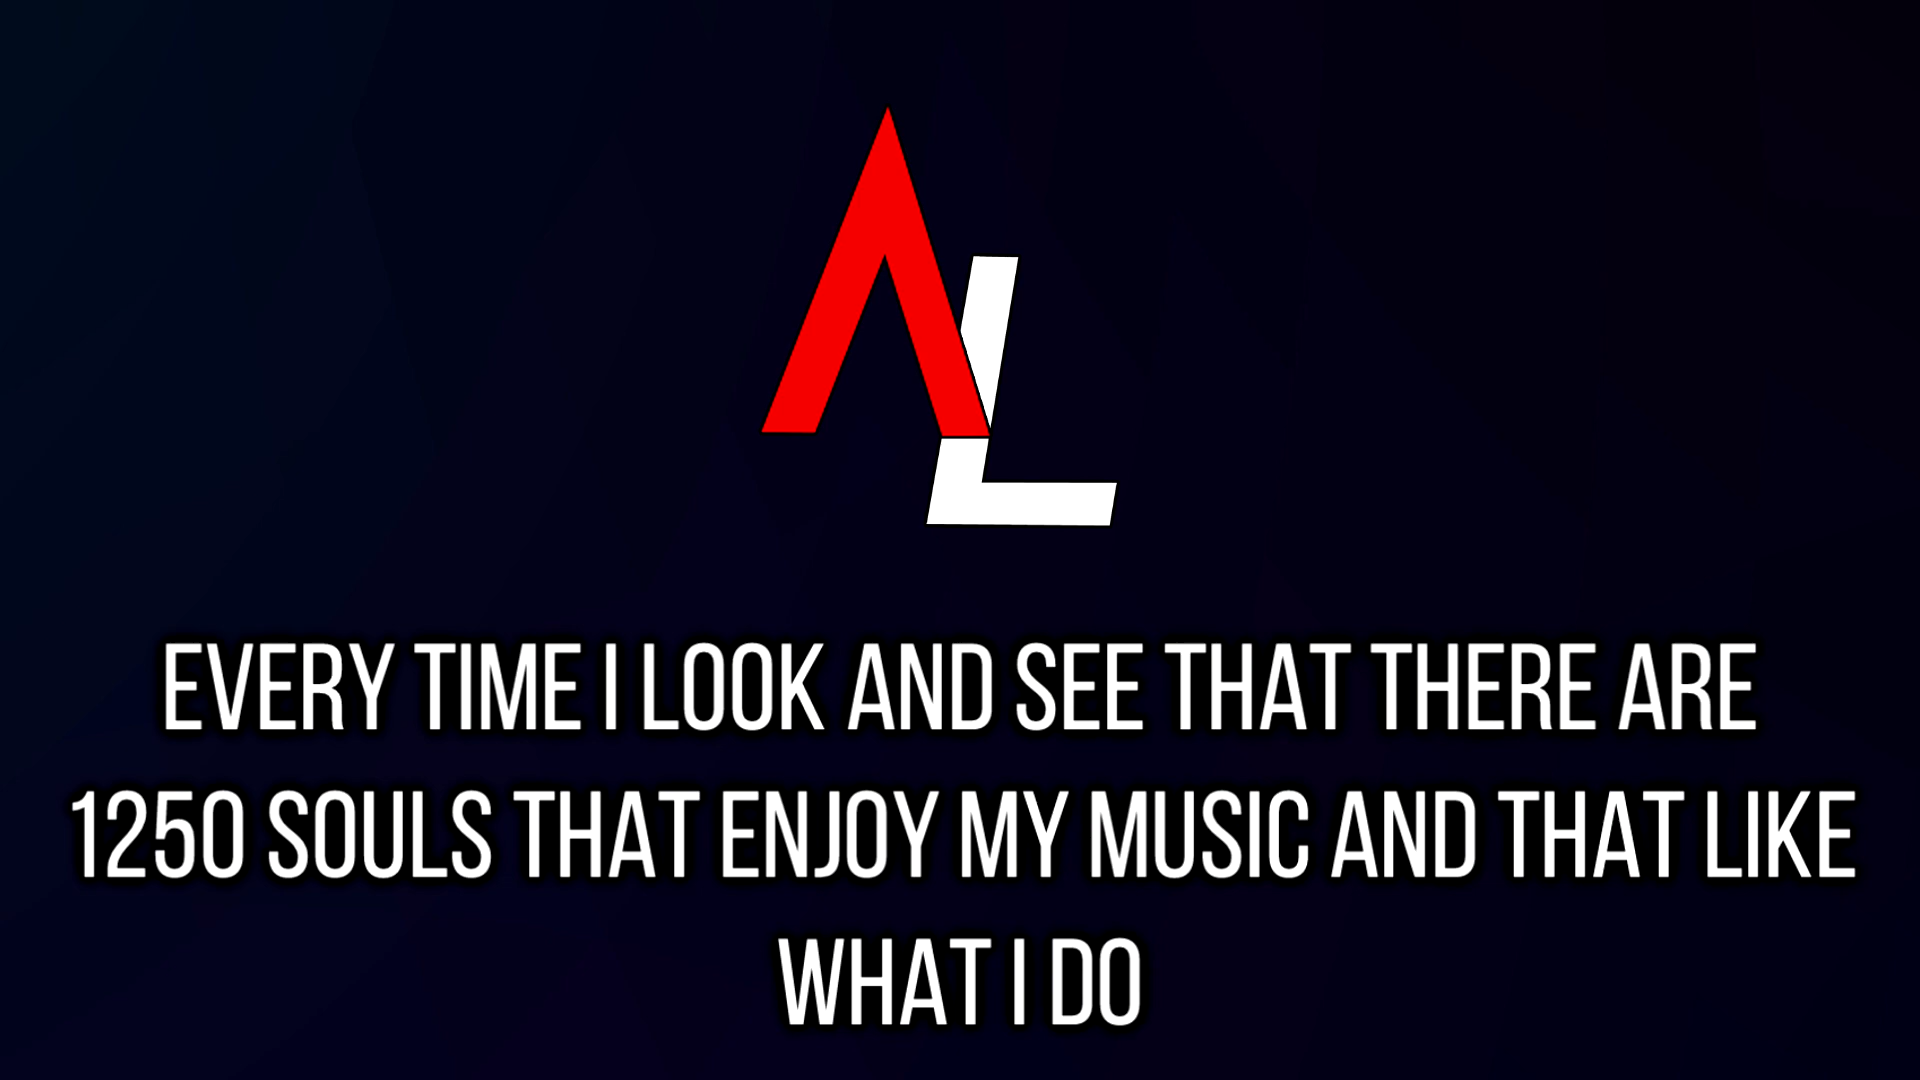 AL
EVERY TIME I LOOK AND SEE THAT THERE ARE
1250 SOULS THAT ENJOY MY MUSIC AND THAT LIKE
WHAT I DO